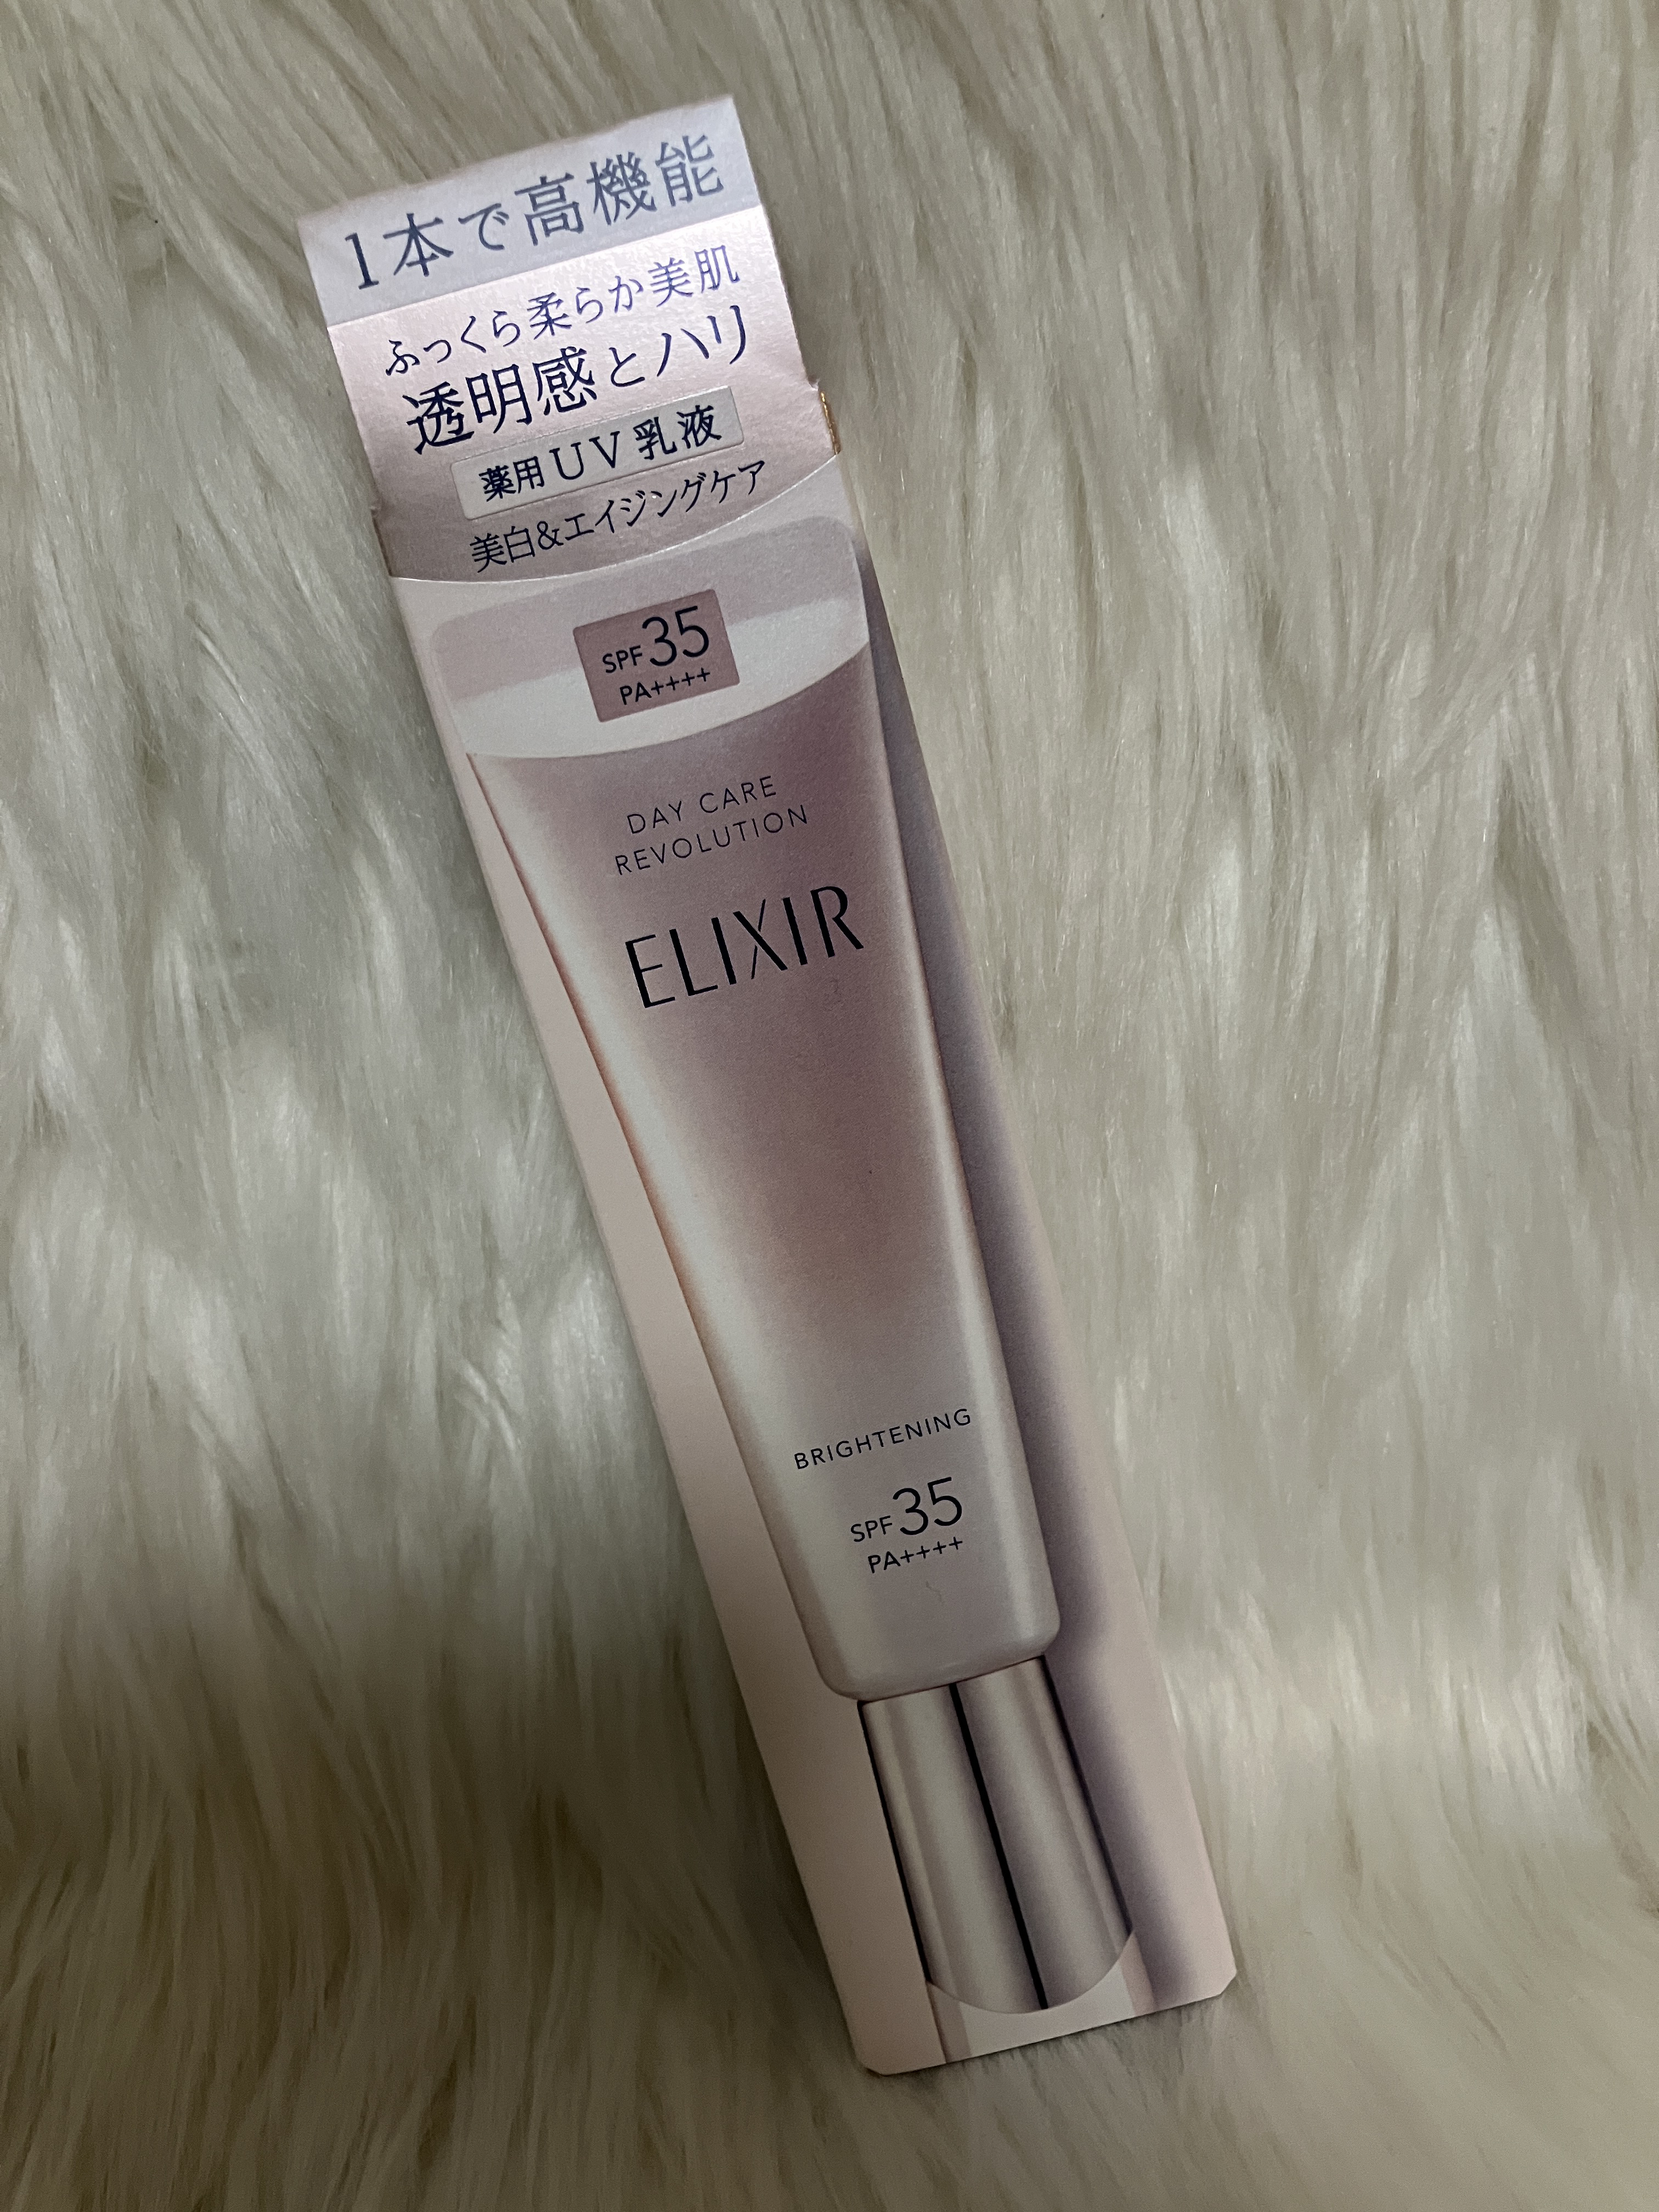 1本で高機能
ふっくら柔らか美肌
透明感とハリ
薬用UV乳液
美白&エイジングケア
SPF35
PA++++
DAY CARE
REVOLUTION
ELIXIR
BRIGHTENING
SPF35
PA++++